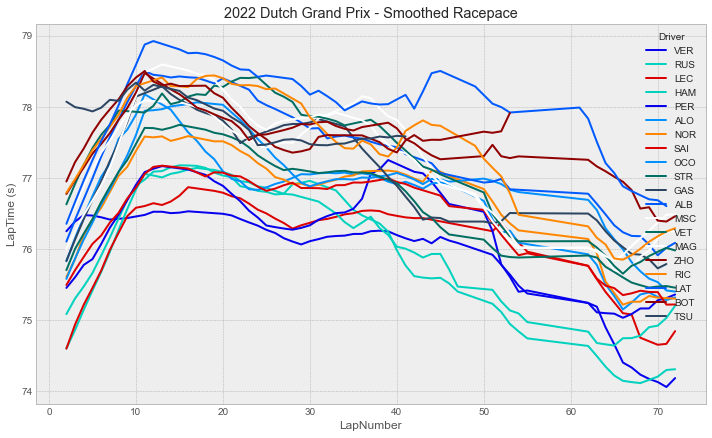 2022 Dutch Grand Prix - Smoothed Racepace
79
78
77
76
75
74
LapTime (s)
0
10
20
30
40
50
60
70
LapNumber
Driver
VER
RUS
LEC
HAM
PER
ALO
NOR
SAI
OCO
STR
GAS
ALB
MSC
VET
MAG
ZHO
RIC
LAT
BOT
TSU